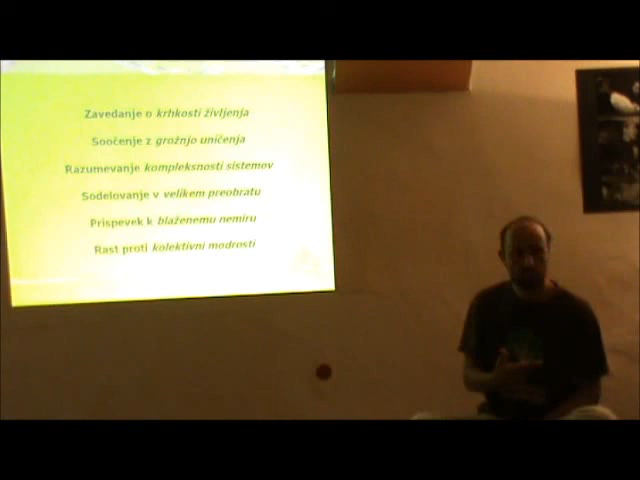 Zavedanje o krhkosti življenja
Soočenje z grožnjo uničenja
Razumevanje kompleksnosti sistemov
Sodelovanje v velikem preobratu
Prispevek k blaženemu nemiru
Rast proti kolektivni modrosti